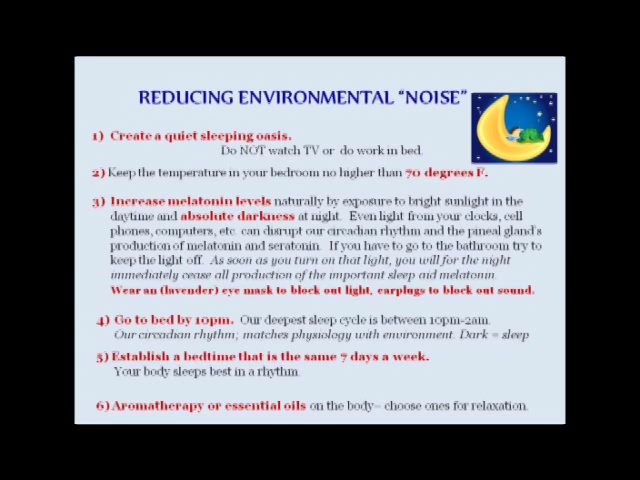 REDUCING ENVIRONMENTAL “NOISE”
1) Create a quiet sleeping oasis.
Do NOT watch TV or do work in bed.
2) Keep the temperature in your bedroom no higher than 70 degrees F.
3) Increase melatonin levels naturally by exposure to bright sunlight in the
daytime and absolute darkness at night. Even light from your clocks, cell
phones, computers, etc. can disrupt our circadian rhythm and the pineal gland's
production of melatonin and seratonin. If you have to go to the bathroom try to
keep the light off. As soon as you turn on that light, you will for the night
immediately cease all production of the important sleep aid melatonin.
Wear an (lavender) eye mask to block out light, earplugs to block out sound.
4) Go to bed by 10pm. Our deepest sleep cycle is between 10pm-2am.
Our circadian rhythm; matches physiology with environment. Dark = sleep
5) Establish a bedtime that is the same 7 days a week.
Your body sleeps best in a rhythm.
6) Aromatherapy or essential oils on the body= choose ones for relaxation.